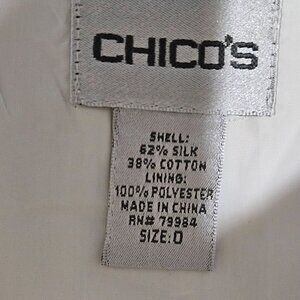 CHICO'S
SHELL:
62% SILK
38% COTTON
LINING:
100% POLYESTER
MADE IN CHINA
RN# 79984
SIZE: 0